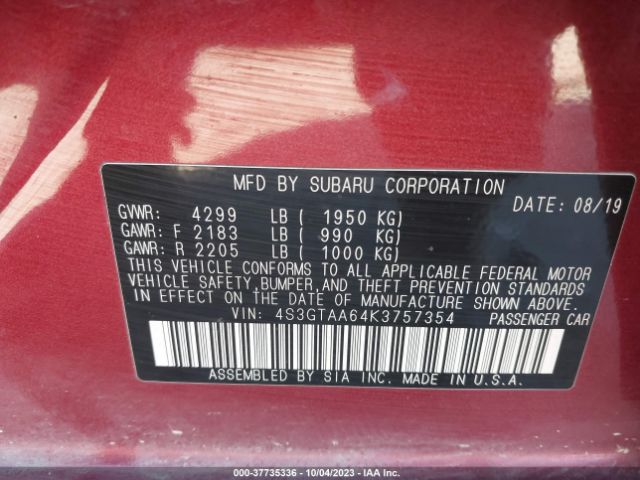 MFD BY SUBARU CORPORATION
DATE: 08/19
GVWR: 4299 LB ( 1950 KG)
GAWR: F 2183 LB ( 990 KG)
GAWR: R 2205 LB ( 1000 KG)
THIS VEHICLE CONFORMS TO ALL APPLICABLE FEDERAL MOTOR
VEHICLE SAFETY,BUMPER,AND THEFT PREVENTION STANDARDS
IN EFFECT ON THE DATE OF MANUFACTURE SHOWN ABOVE.
VIN: 4S3GTAA64K3757354 PASSENGER CAR
ASSEMBLED BY SIA INC. MADE IN U.S.A.
000-37735336 - 10/04/2023 - IAA Inc.